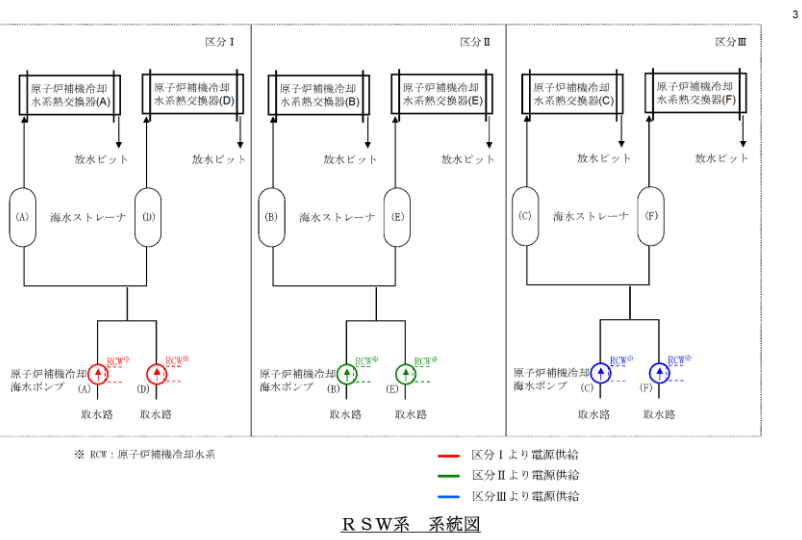 3
区分Ⅰ
原子炉補機冷却
水系熱交換器(A)
原子炉補機冷却
水系熱交換器(D)
放水ピット
放水ピット
(A)
海水ストレーナ
(D)
RCW※
RCW※
原子炉補機冷却
海水ポンプ
(A)
(D)
取水路
取水路
区分Ⅱ
原子炉補機冷却
水系熱交換器(B)
原子炉補機冷却
水系熱交換器(E)
放水ピット
放水ピット
(B)
海水ストレーナ
(E)
RCW※
RCW※
原子炉補機冷却
海水ポンプ
(B)
(E)
取水路
取水路
区分Ⅲ
原子炉補機冷却
水系熱交換器(C)
原子炉補機冷却
水系熱交換器(F)
放水ピット
放水ピット
(C)
海水ストレーナ
(F)
RCW※
RCW※
原子炉補機冷却
海水ポンプ
(C)
(F)
取水路
取水路
※ RCW：原子炉補機冷却水系
区分Ⅰより電源供給
区分Ⅱより電源供給
区分Ⅲより電源供給
ＲＳＷ系　系統図